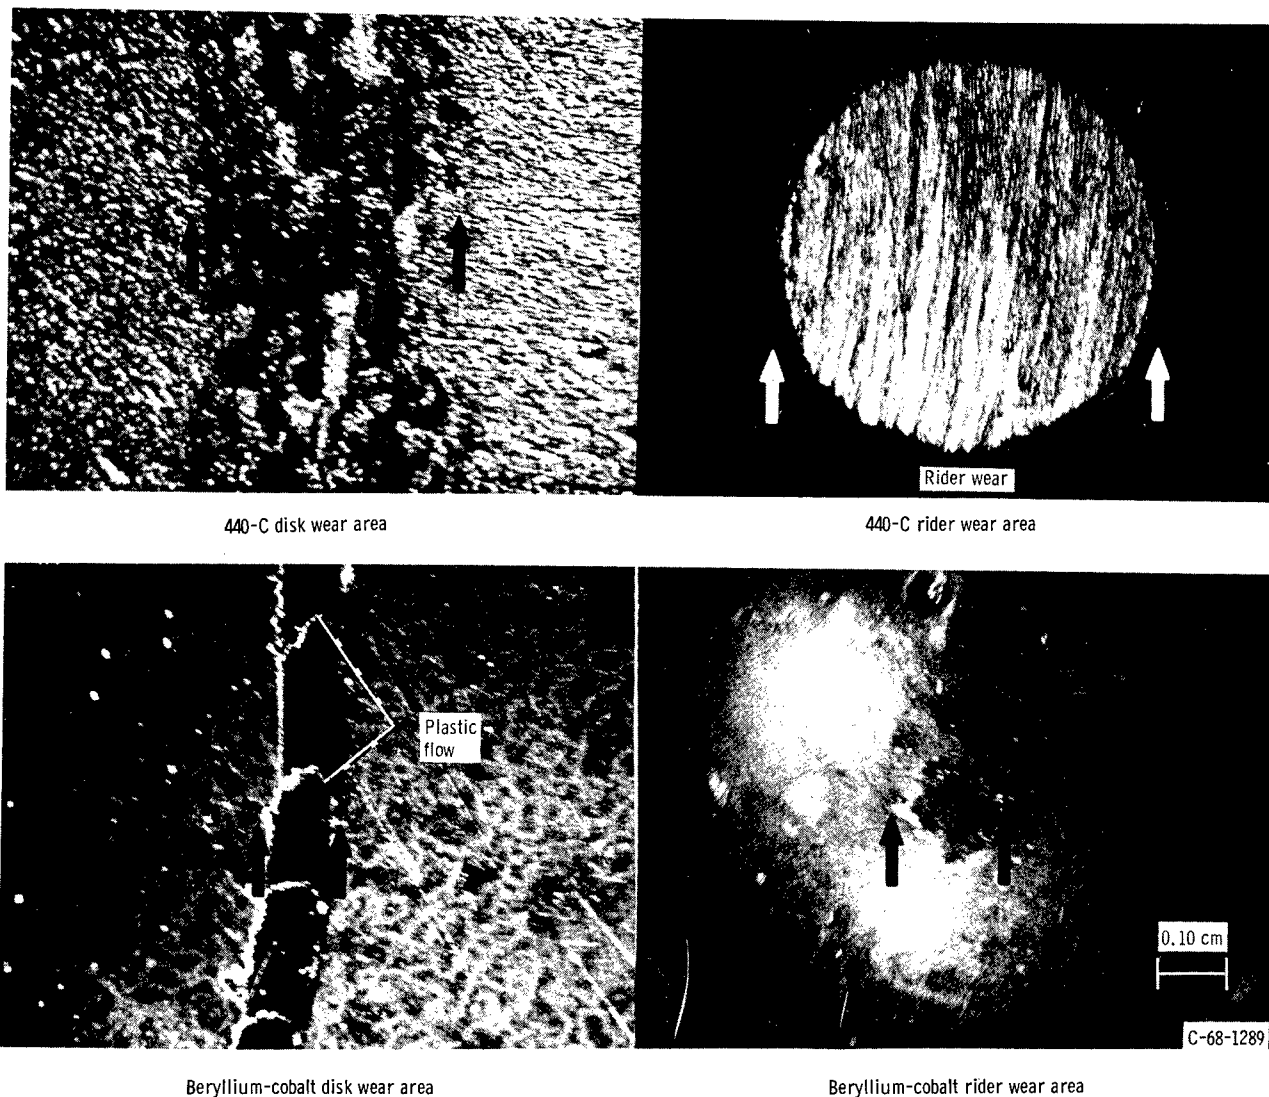 Rider wear
440-C disk wear area
440-C rider wear area
Plastic
flow
0.10 cm
C-68-1289
Beryllium-cobalt disk wear area
Beryllium-cobalt rider wear area